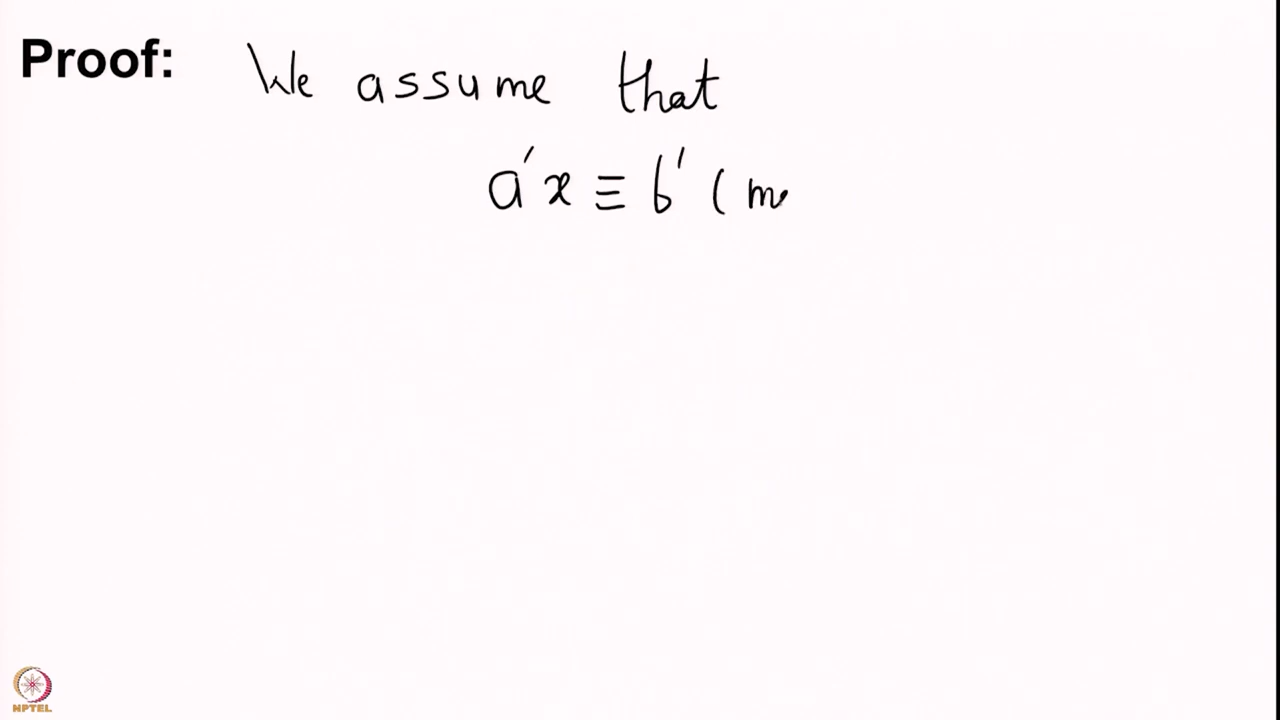 Proof: We assume that
a'x ≡ b' ( m
NPTEL